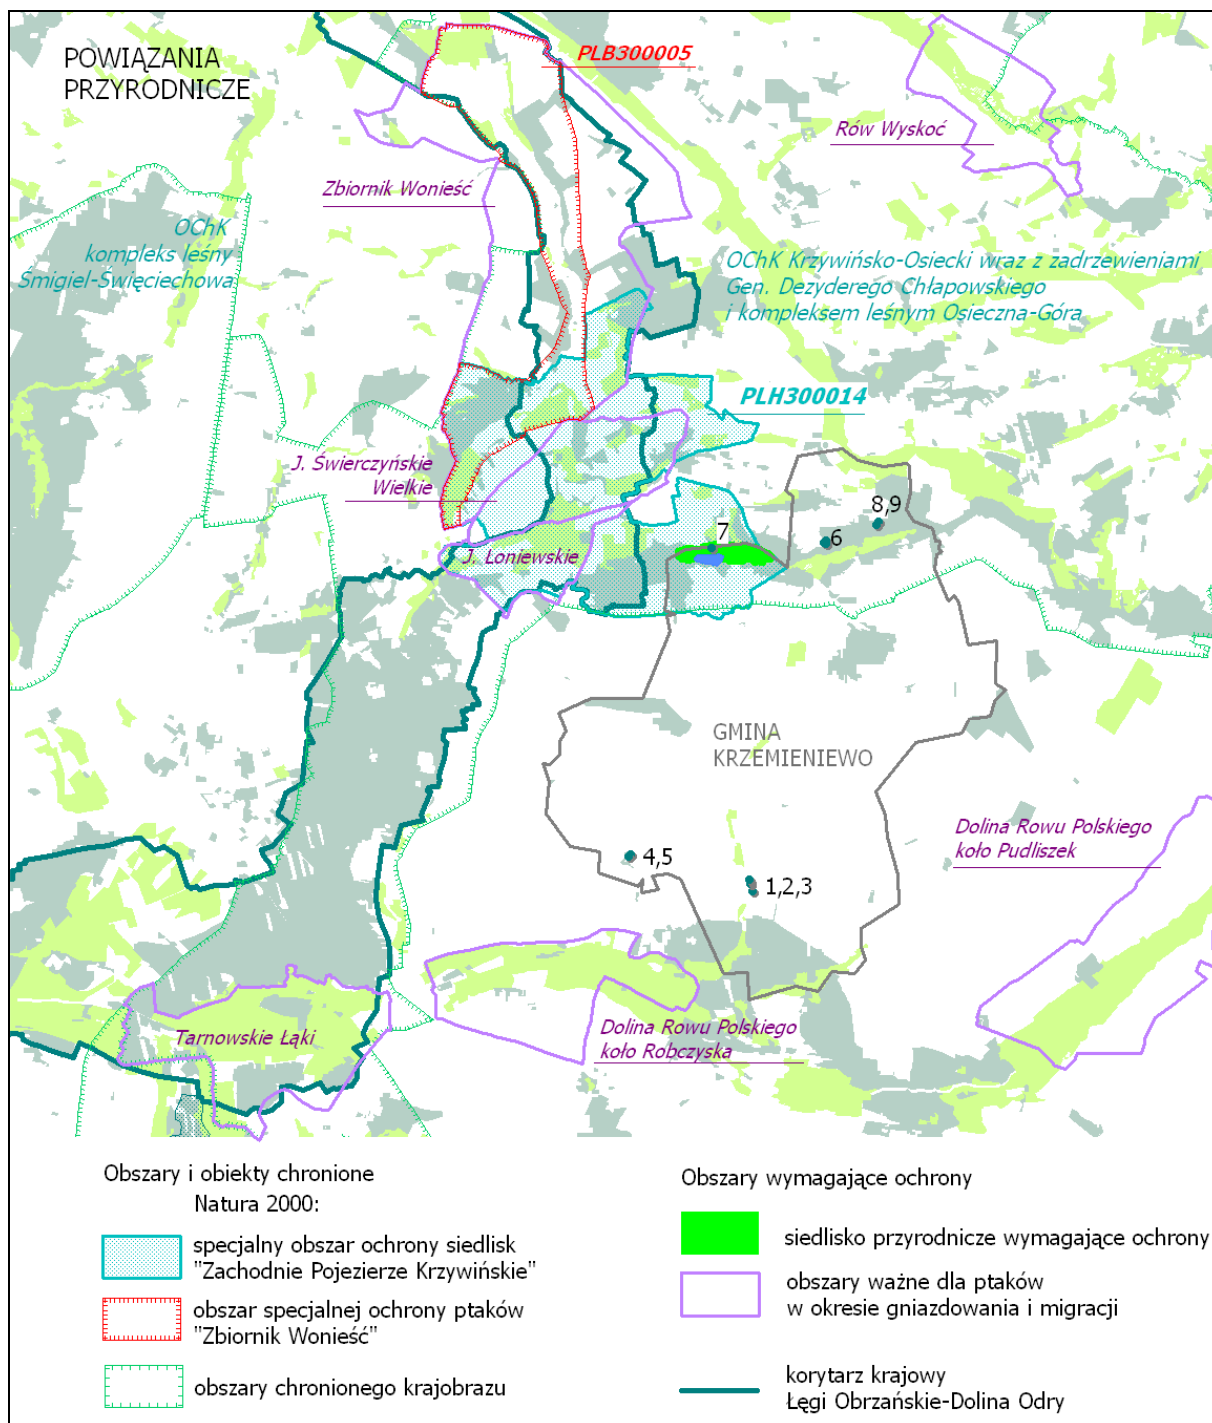 POWIĄZANIA
PRZYRODNICZE
PLB300005
Rów Wyskoć
Zbiornik Wonieść
OChK
kompleks leśny
Śmigiel-Święciechowa
OChK Krzywińsko-Osiecki wraz z zadrzewieniami
Gen. Dezyderego Chłapowskiego
i kompleksem leśnym Osieczna-Góra
PLH300014
J. Świerczyńskie
Wielkie
8,9
7
6
J. Łoniewskie
GMINA
KRZEMIENIEWO
Dolina Rowu Polskiego
koło Pudliszek
4,5
1,2,3
Tarnowskie Łąki
Dolina Rowu Polskiego
koło Robczyska
Obszary i obiekty chronione
Natura 2000:
specjalny obszar ochrony siedlisk
"Zachodnie Pojezierze Krzywińskie"
obszar specjalnej ochrony ptaków
"Zbiornik Wonieść"
obszary chronionego krajobrazu
Obszary wymagające ochrony
siedlisko przyrodnicze wymagające ochrony
obszary ważne dla ptaków
w okresie gniazdowania i migracji
korytarz krajowy
Łęgi Obrzańskie-Dolina Odry